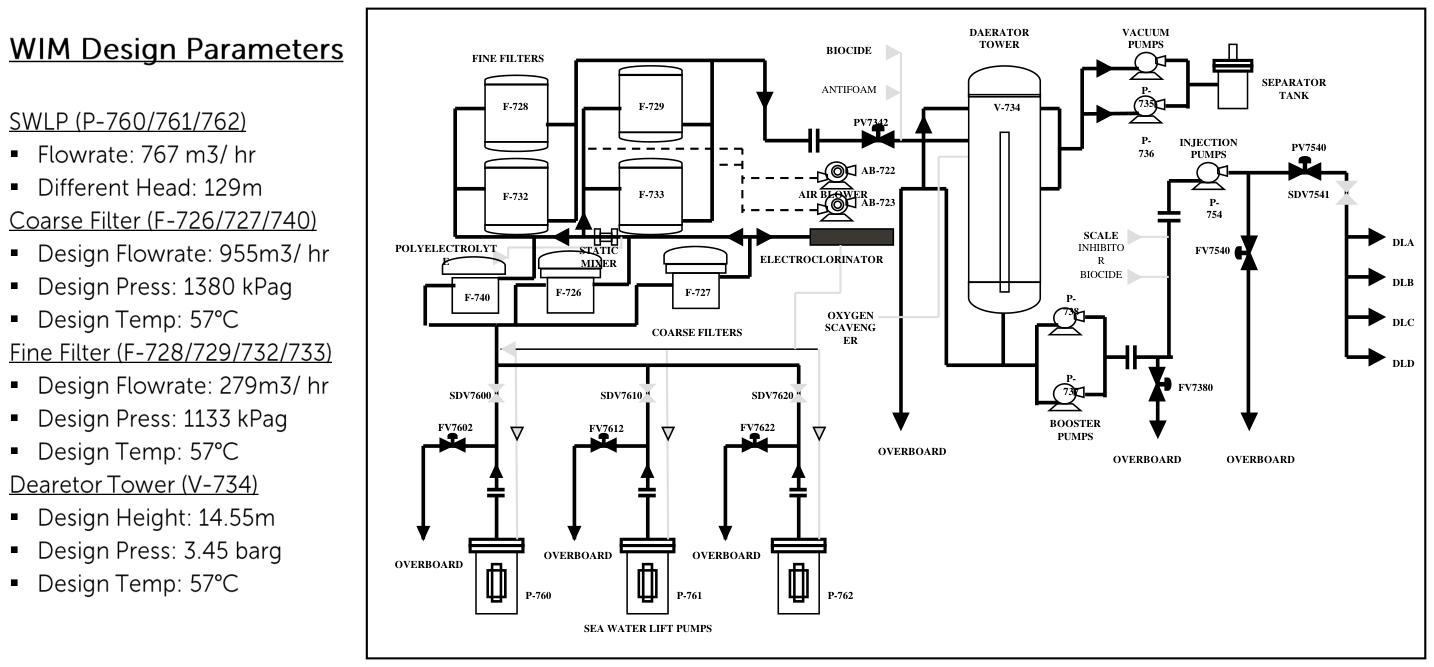 WIM Design Parameters
SWLP (P-760/761/762)
▪ Flowrate: 767 m3/ hr
▪ Different Head: 129m
Coarse Filter (F-726/727/740)
▪ Design Flowrate: 955m3/ hr
▪ Design Press: 1380 kPag
▪ Design Temp: 57°C
Fine Filter (F-728/729/732/733)
▪ Design Flowrate: 279m3/ hr
▪ Design Press: 1133 kPag
▪ Design Temp: 57°C
Dearetor Tower (V-734)
▪ Design Height: 14.55m
▪ Design Press: 3.45 barg
▪ Design Temp: 57°C
FINE FILTERS
F-728
F-729
F-732
F-733
BIOCIDE
ANTIFOAM
PV7342
DAERATOR
TOWER
V-734
VACUUM
PUMPS
P-
735
P-
736
SEPARATOR
TANK
AB-722
AIR BLOWER
AB-723
INJECTION
PUMPS
P-
754
PV7540
SDV7541
POLYELECTROLYT
E
STATIC
MIXER
ELECTROCLORINATOR
F-740
F-726
F-727
COARSE FILTERS
OXYGEN
SCAVENG
ER
SCALE
INHIBITO
R
BIOCIDE
FV7540
DLA
DLB
DLC
DLD
P-
738
P-
737
BOOSTER
PUMPS
FV7380
OVERBOARD
OVERBOARD
OVERBOARD
SDV7600
SDV7610
SDV7620
FV7602
FV7612
FV7622
OVERBOARD
OVERBOARD
OVERBOARD
P-760
P-761
P-762
SEA WATER LIFT PUMPS